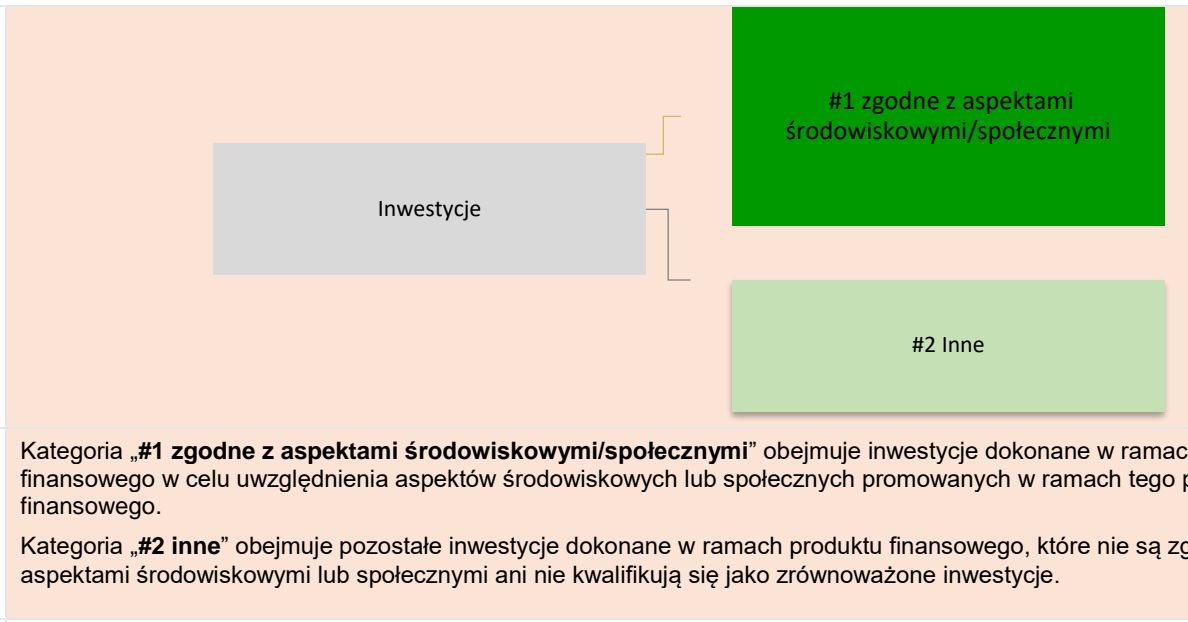 #1 zgodne z aspektami
środowiskowymi/społecznymi
Inwestycje
#2 Inne
Kategoria „#1 zgodne z aspektami środowiskowymi/społecznymi” obejmuje inwestycje dokonane w
finansowego w celu uwzględnienia aspektów środowiskowych lub społecznych promowanych w ramach tego
finansowego.
Kategoria „#2 inne” obejmuje pozostałe inwestycje dokonane w ramach produktu finansowego, które nie są
aspektami środowiskowymi lub społecznymi ani nie kwalifikują się jako zrównoważone inwestycje.